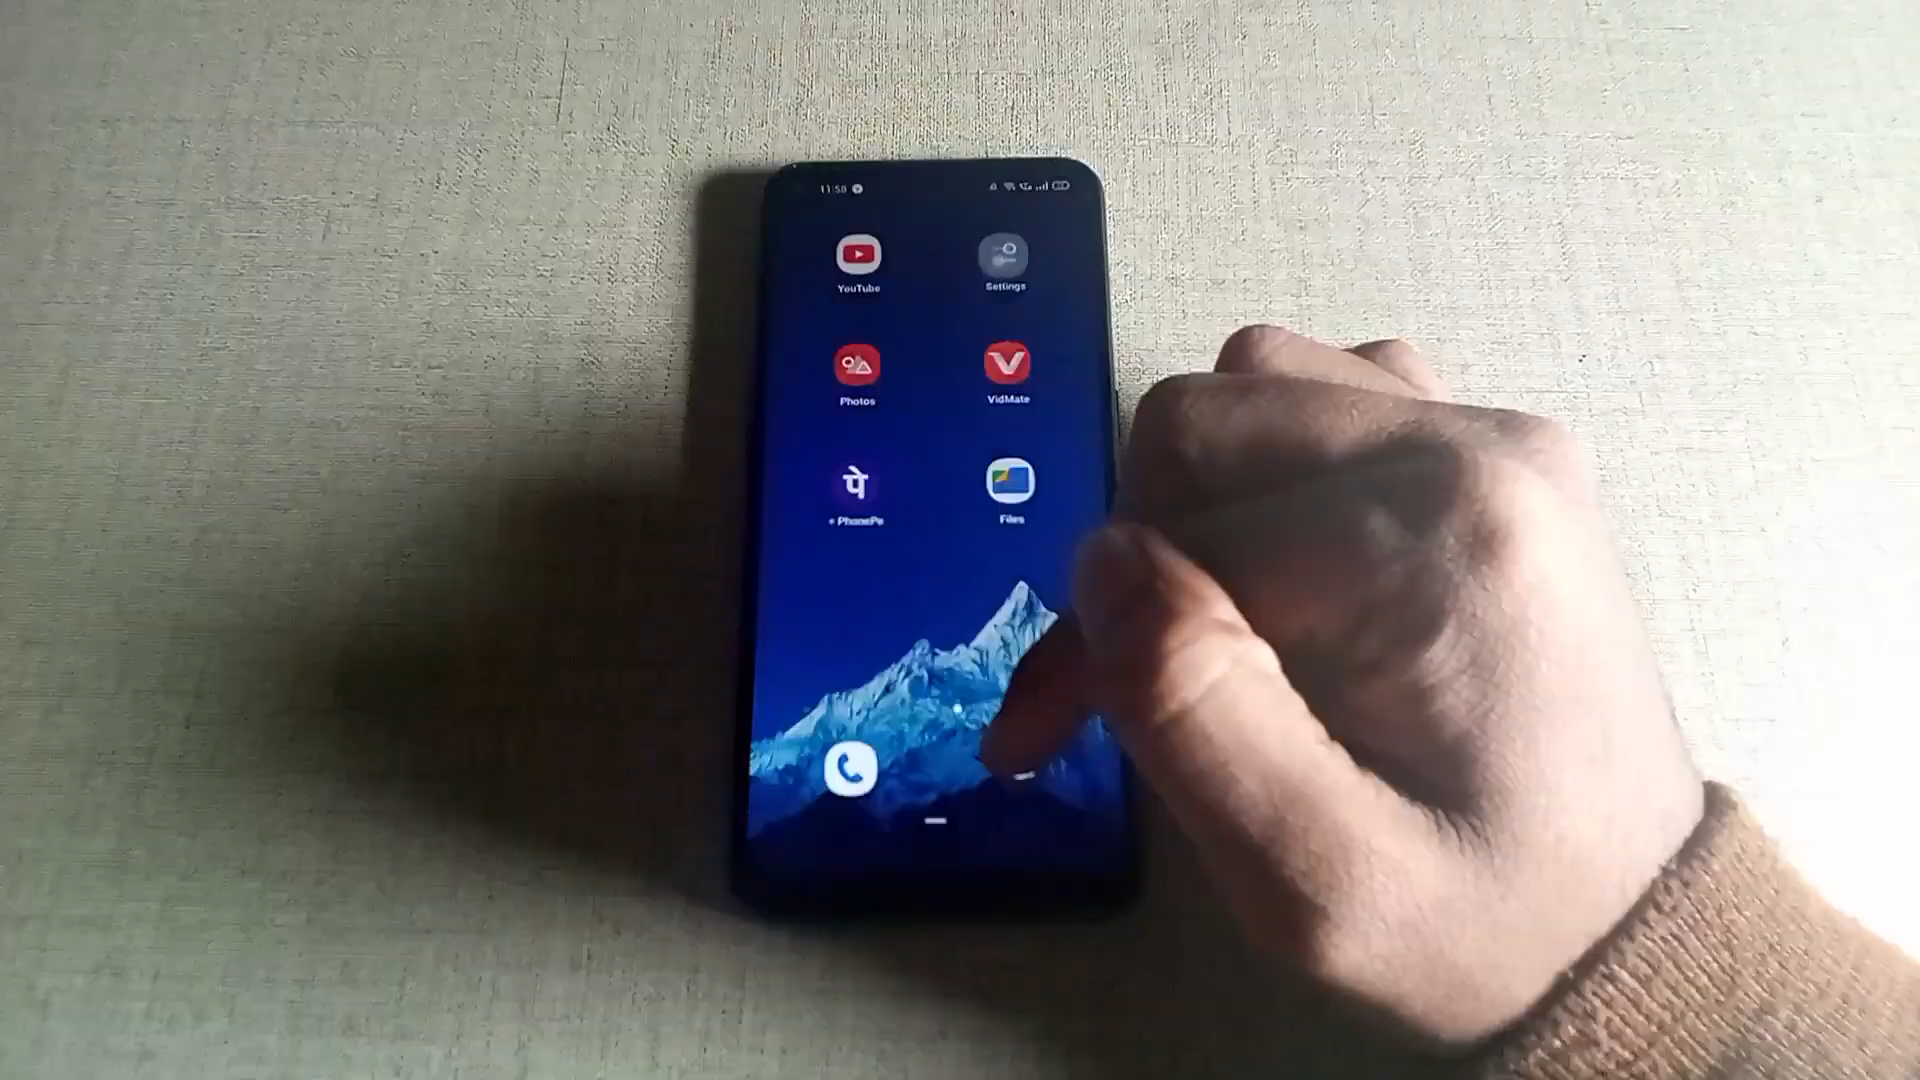 11:58
YouTube
Settings
Photos
VidMate
पे
PhonePe
Files